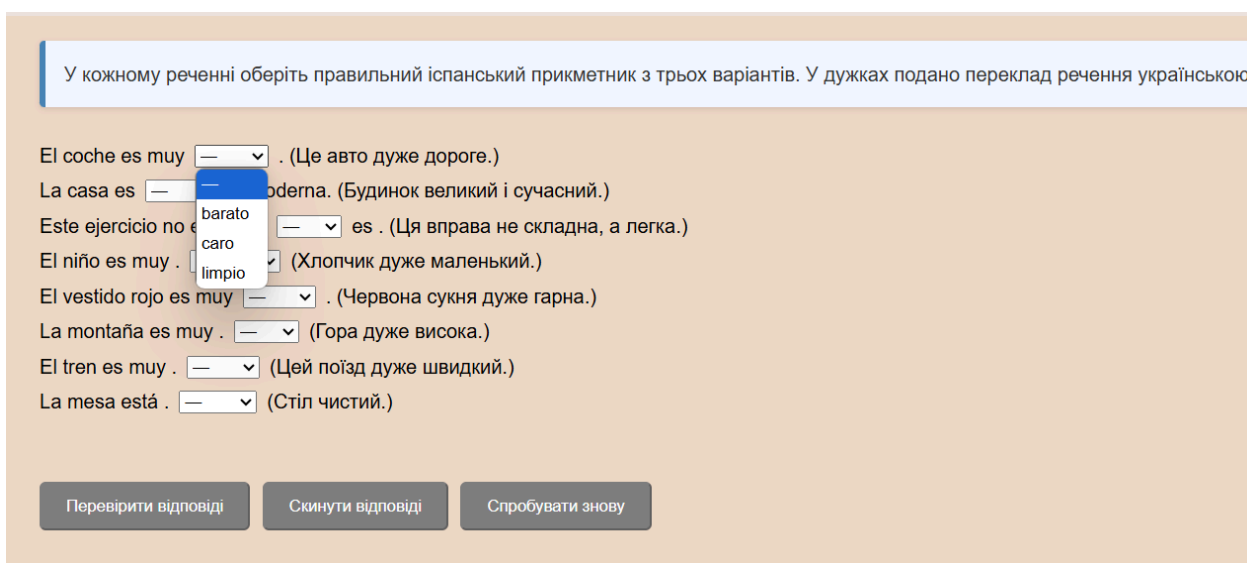 У кожному реченні оберіть правильний іспанський прикметник з трьох варіантів. У дужках подано переклад речення українською
El coche es muy — . (Це авто дуже дороге.)
La casa es — oderna. (Будинок великий і сучасний.)
Este ejercicio no — es . (Ця вправа не складна, а легка.)
El niño es muy . (Хлопчик дуже маленький.)
El vestido rojo es muy — . (Червона сукня дуже гарна.)
La montaña es muy . — (Гора дуже висока.)
El tren es muy . — (Цей поїзд дуже швидкий.)
La mesa está . — (Стіл чистий.)
—
barato
caro
limpio
Перевірити відповіді Скинути відповіді Спробувати знову